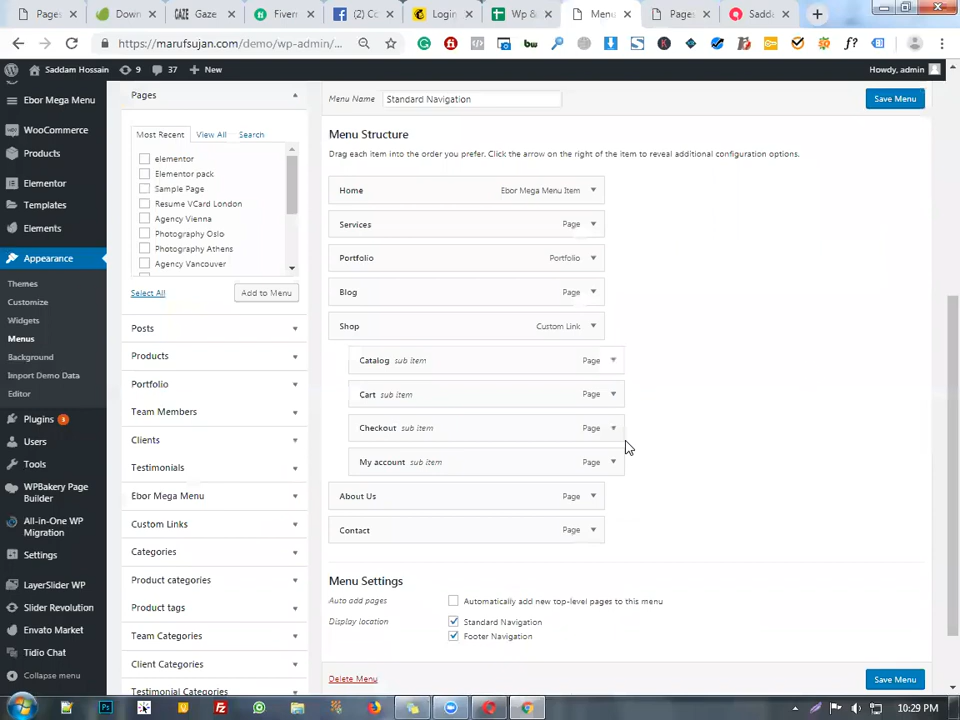 Pages
Down
GAZE Gaze
Fiverr
(2) C
Login
Wp &
Menu
Pages
Sadda
https://marufsujan.com/demo/wp-admin/...
Saddam Hossain
9
37
New
Howdy, admin
Ebor Mega Menu
WooCommerce
Products
Elementor
Templates
Elements
Appearance
Themes
Customize
Widgets
Menus
Background
Import Demo Data
Editor
Plugins
Users
Tools
WPBakery Page
Builder
All-in-One WP
Migration
Settings
LayerSlider WP
Slider Revolution
Envato Market
Tidio Chat
Collapse menu
Pages
Most Recent View All Search
elementor
Elementor pack
Sample Page
Resume VCard London
Agency Vienna
Photography Oslo
Photography Athens
Agency Vancouver
Select All Add to Menu
Posts
Products
Portfolio
Team Members
Clients
Testimonials
Ebor Mega Menu
Custom Links
Categories
Product categories
Product tags
Team Categories
Client Categories
Testimonial Categories
Menu Name Standard Navigation Save Menu
Menu Structure
Drag each item into the order you prefer. Click the arrow on the right of the item to reveal additional configuration options.
Home Ebor Mega Menu Item
Services Page
Portfolio Portfolio
Blog Page
Shop Custom Link
Catalog sub item Page
Cart sub item Page
Checkout sub item Page
My account sub item Page
About Us Page
Contact Page
Menu Settings
Auto add pages Automatically add new top-level pages to this menu
Display location Standard Navigation
Footer Navigation
Delete Menu Save Menu
10:29 PM